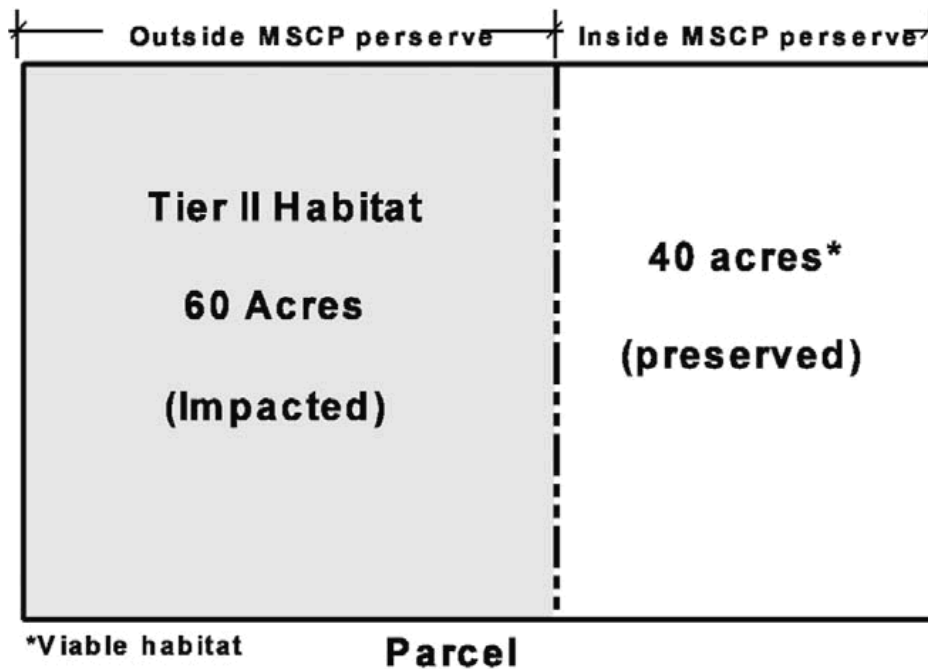 Outside MSCP perserve
Inside MSCP perserve
Tier II Habitat
60 Acres
(Impacted)
40 acres*
(preserved)
*Viable habitat
Parcel